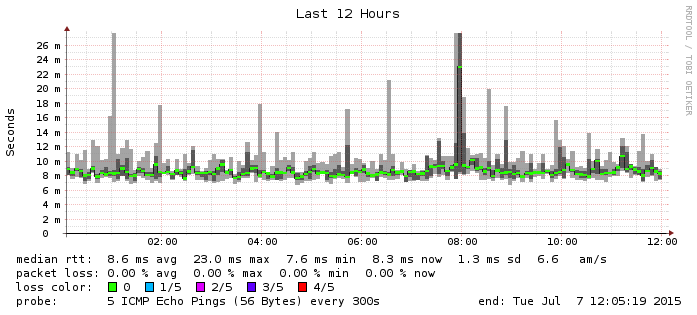 Last 12 Hours
RRDTOOL / TOBI OETIKER
Seconds
26 m
24 m
22 m
20 m
18 m
16 m
14 m
12 m
10 m
8 m
6 m
4 m
2 m
0
02:00 04:00 06:00 08:00 10:00 12:00
median rtt: 8.6 ms avg 23.0 ms max 7.6 ms min 8.3 ms now 1.3 ms sd 6.6 am/s
packet loss: 0.00 % avg 0.00 % max 0.00 % min 0.00 % now
loss color: 0 1/5 2/5 3/5 4/5
probe: 5 ICMP Echo Pings (56 Bytes) every 300s end: Tue Jul 7 12:05:19 2015